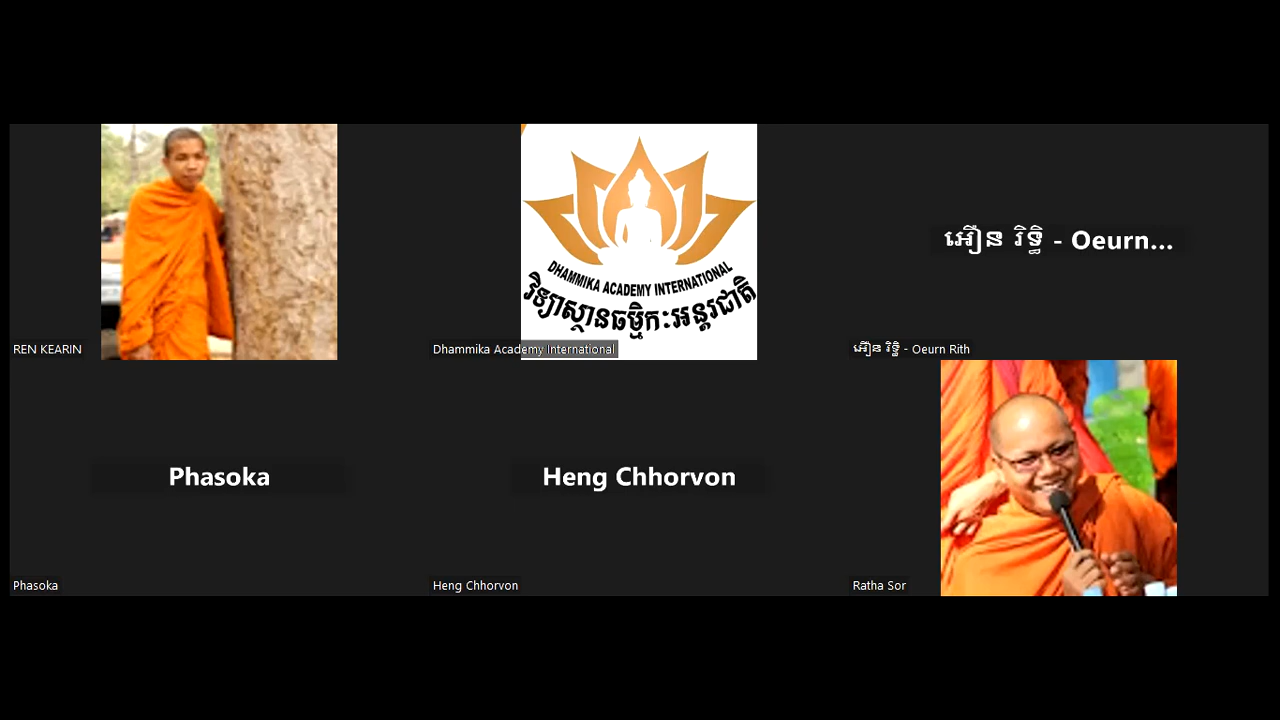 DHAMMIKA ACADEMY INTERNATIONAL
វិទ្យាស្ថានធម្មិកៈអន្តរជាតិ
អឿន រិទ្ធិ - Oeurn...
REN KEARIN
Dhammika Academy International
អឿន រិទ្ធិ - Oeurn Rith
Phasoka
Heng Chhorvon
Phasoka
Heng Chhorvon
Ratha Sor